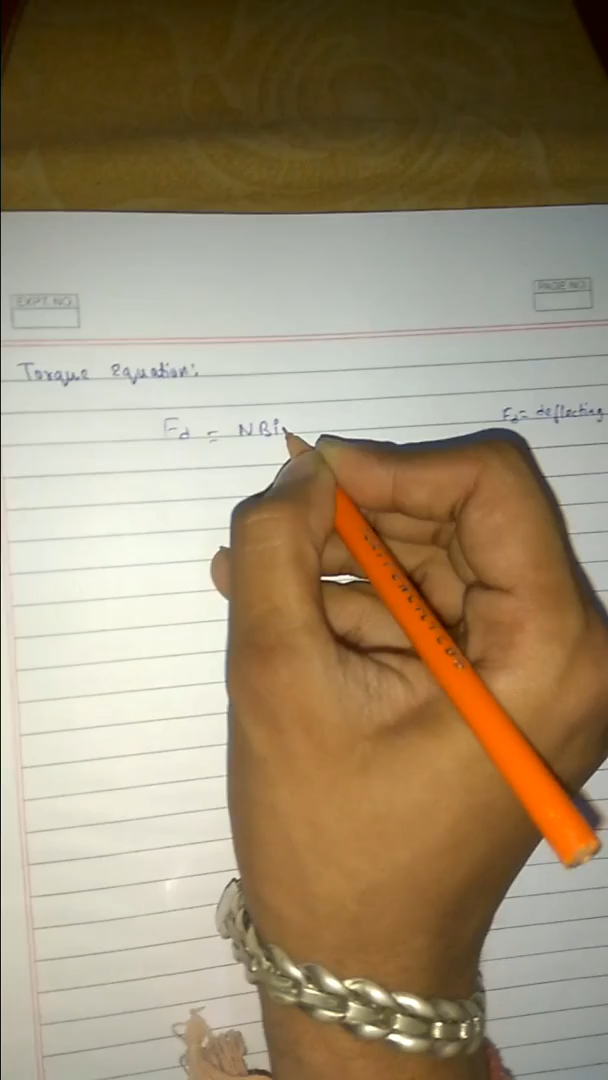 EXPT. NO.
PAGE NO.
Torque Equation:
Fd = NBi
Fd = deflecting